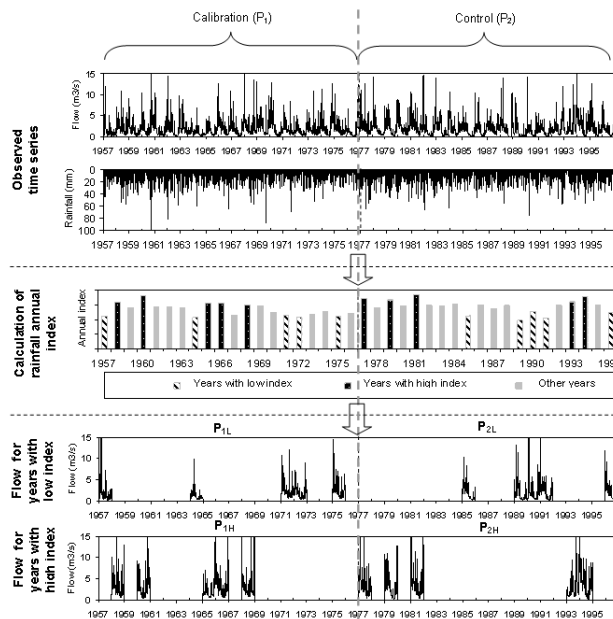 Calibration (P1)
Control (P2)
Observed time series
Flow (m3/s)
15
10
5
0
1957 1959 1961 1963 1965 1967 1969 1971 1973 1975 1977 1979 1981 1983 1985 1987 1989 1991 1993 1995
Rainfall (mm)
0
20
40
60
80
100
1957 1959 1961 1963 1965 1967 1969 1971 1973 1975 1977 1979 1981 1983 1985 1987 1989 1991 1993 1995
Calculation of rainfall annual index
Annual index
1957 1960 1963 1966 1969 1972 1975 1978 1981 1984 1987 1990 1993
Years with low index
Years with high index
Other years
Flow for years with low index
P1L
P2L
Flow (m3/s)
15
10
5
0
1957 1959 1961 1963 1965 1967 1969 1971 1973 1975 1977 1979 1981 1983 1985 1987 1989 1991 1993 1995
Flow for years with high index
P1H
P2H
Flow (m3/s)
15
10
5
0
1957 1959 1961 1963 1965 1967 1969 1971 1973 1975 1977 1979 1981 1983 1985 1987 1989 1991 1993 1995